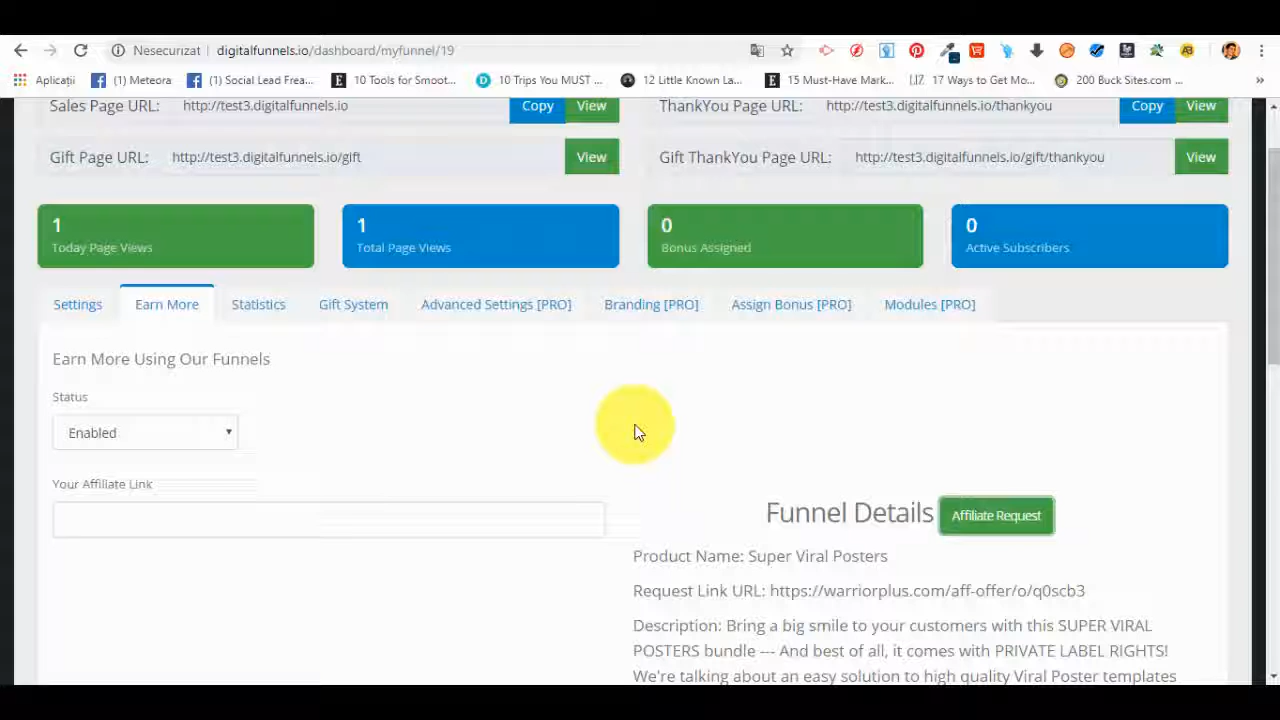 Nesecurizat digitalfunnels.io/dashboard/myfunnel/19
Aplicații (1) Meteora (1) Social Lead Frea... 10 Tools for Smoot... 10 Trips You MUST ... 12 Little Known La... 15 Must-Have Mark... 17 Ways to Get Mo... 200 Buck Sites.com ... »
Sales Page URL: http://test3.digitalfunnels.io Copy View ThankYou Page URL: http://test3.digitalfunnels.io/thankyou Copy View
Gift Page URL: http://test3.digitalfunnels.io/gift View Gift ThankYou Page URL: http://test3.digitalfunnels.io/gift/thankyou View
1 1 0 0
Today Page Views Total Page Views Bonus Assigned Active Subscribers
Settings Earn More Statistics Gift System Advanced Settings [PRO] Branding [PRO] Assign Bonus [PRO] Modules [PRO]
Earn More Using Our Funnels
Status
Enabled
Your Affiliate Link
Funnel Details Affiliate Request
Product Name: Super Viral Posters
Request Link URL: https://warriorplus.com/aff-offer/o/q0scb3
Description: Bring a big smile to your customers with this SUPER VIRAL
POSTERS bundle --- And best of all, it comes with PRIVATE LABEL RIGHTS!
We're talking about an easy solution to high quality Viral Poster templates